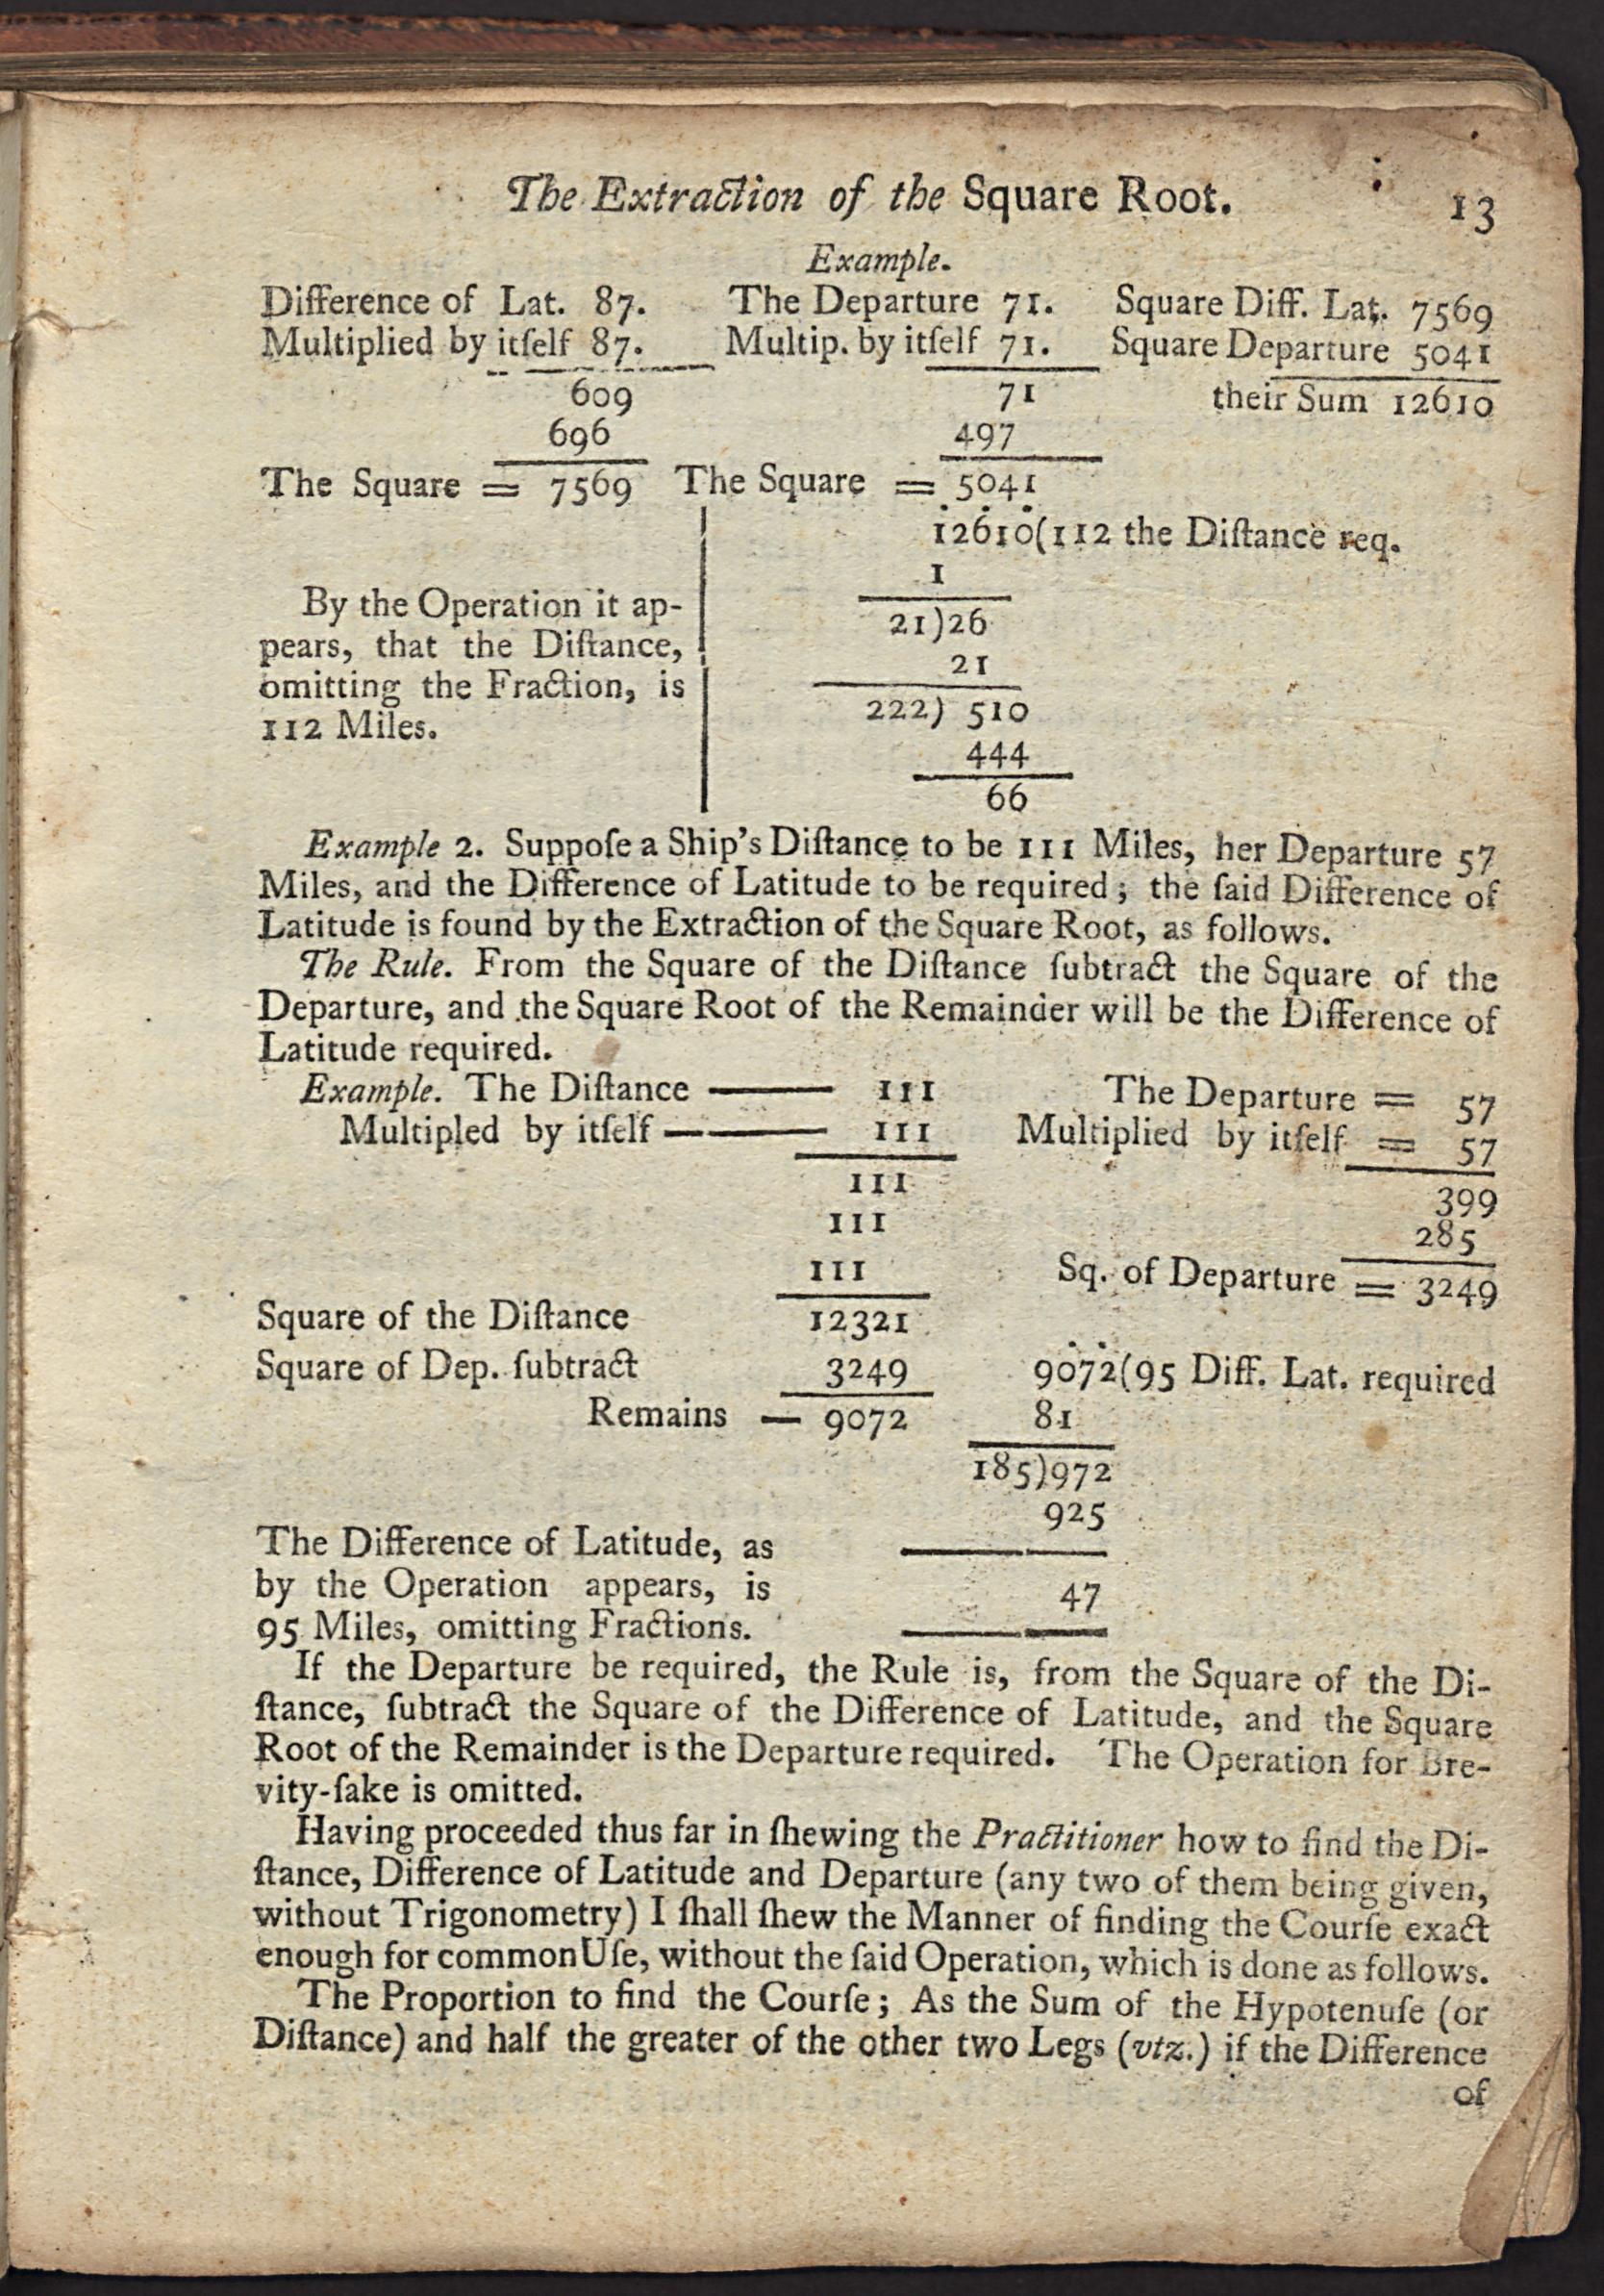 The Extraction of the Square Root. 13
Example.
Difference of Lat. 87. The Departure 71. Square Diff. Lat. 7569
Multiplied by itſelf 87. Multip. by itſelf 71. Square Departure 5041
609 71 their Sum 12610
696 497
The Square = 7569 The Square = 5041
12610(112 the Diſtance req.
1
By the Operation it ap- 21)26
pears, that the Diſtance, 21
omitting the Fraction, is 222) 510
112 Miles. 444
66
Example 2. Suppoſe a Ship's Diſtance to be 111 Miles, her Departure 57
Miles, and the Difference of Latitude to be required; the ſaid Difference of
Latitude is found by the Extraction of the Square Root, as follows.
The Rule. From the Square of the Diſtance ſubtract the Square of the
Departure, and the Square Root of the Remainder will be the Difference of
Latitude required.
Example. The Diſtance —— 111 The Departure = 57
Multipled by itſelf —— 111 Multiplied by itſelf = 57
111 399
111 285
111 Sq. of Departure = 3249
Square of the Diſtance 12321
Square of Dep. ſubtract 3249 9072(95 Diff. Lat. required
Remains — 9072 81
185)972
925
The Difference of Latitude, as
by the Operation appears, is 47
95 Miles, omitting Fractions.
If the Departure be required, the Rule is, from the Square of the Di-
ſtance, ſubtract the Square of the Difference of Latitude, and the Square
Root of the Remainder is the Departure required. The Operation for Bre-
vity-ſake is omitted.
Having proceeded thus far in ſhewing the Practitioner how to find the Di-
ſtance, Difference of Latitude and Departure (any two of them being given,
without Trigonometry) I ſhall ſhew the Manner of finding the Courſe exact
enough for common Uſe, without the ſaid Operation, which is done as follows.
The Proportion to find the Courſe; As the Sum of the Hypotenuſe (or
Diſtance) and half the greater of the other two Legs (vtz.) if the Difference
of